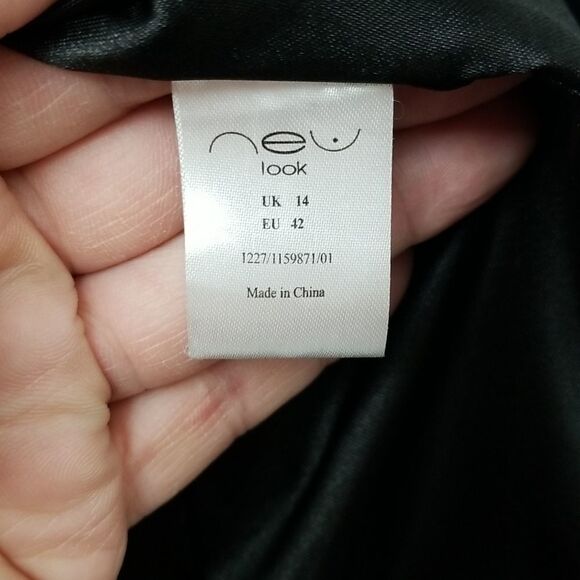 new
look
UK 14
EU 42
1227/1159871/01
Made in China